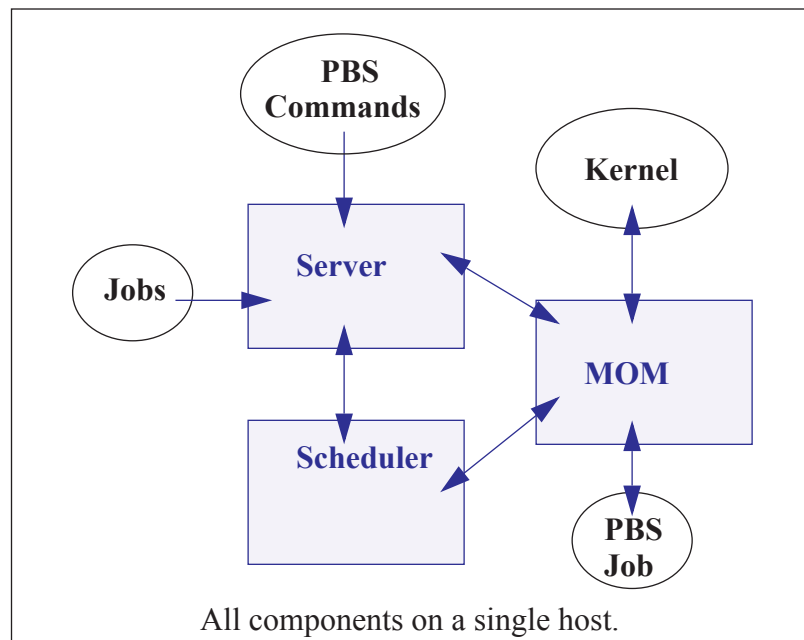 PBS
Commands
Kernel
Server
Jobs
MOM
Scheduler
PBS
Job
All components on a single host.